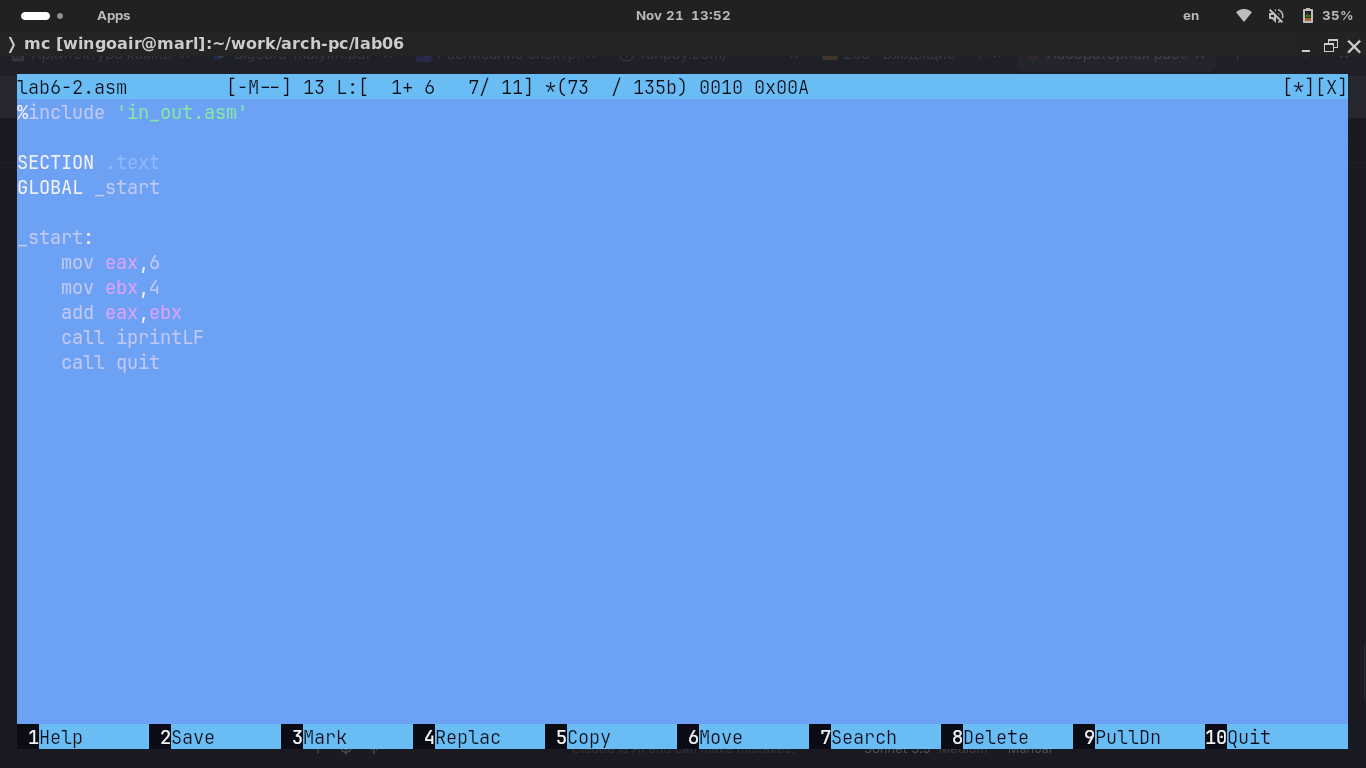 Apps Nov 21 13:52 en 35%
❭ mc [wingoair@marl]:~/work/arch-pc/lab06
lab6-2.asm [-M--] 13 L:[ 1+ 6 7/ 11] *(73 / 135b) 0010 0x00A [*][X]
%include 'in_out.asm'
SECTION .text
GLOBAL _start
_start:
mov eax,6
mov ebx,4
add eax,ebx
call iprintLF
call quit
1Help 2Save 3Mark 4Replac 5Copy 6Move 7Search 8Delete 9PullDn 10Quit